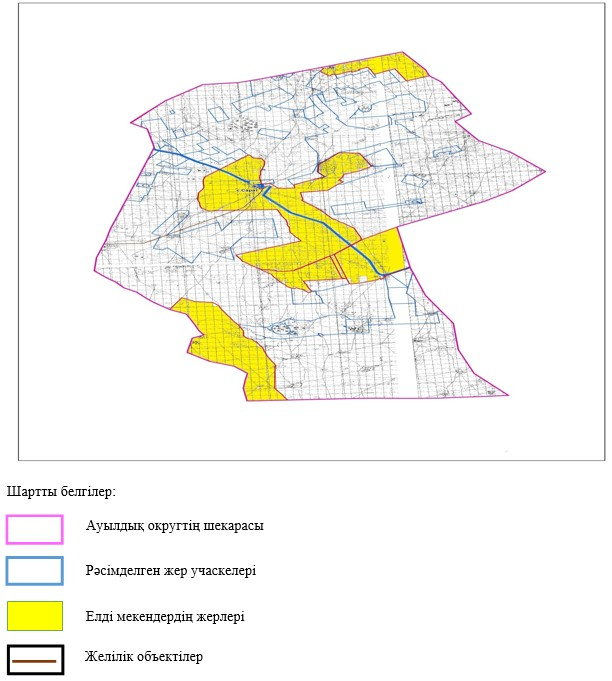 Шартты белгілер:
Ауылдық округтің шекарасы
Рәсімделген жер учаскелері
Елді мекендердің жерлері
Желілік объектілер